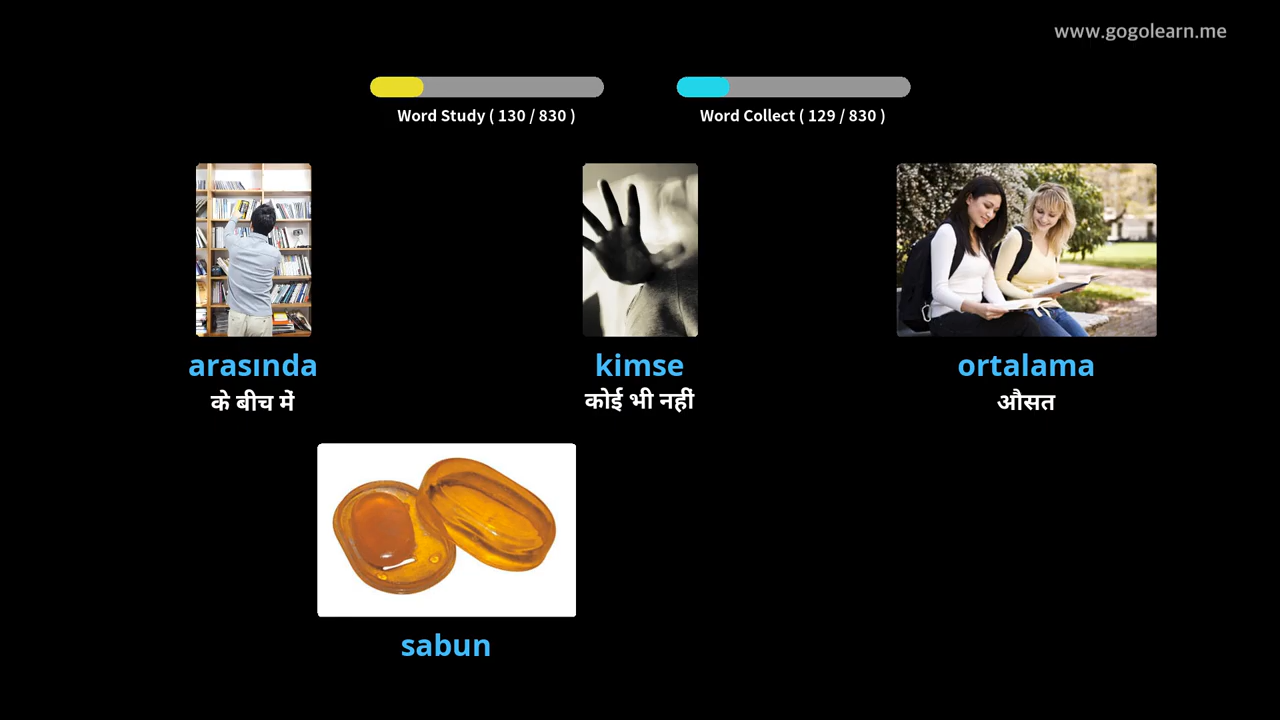 www.gogolearn.me
Word Study ( 130 / 830 )
Word Collect ( 129 / 830 )
arasında
kimse
ortalama
के बीच में
कोई भी नहीं
औसत
sabun